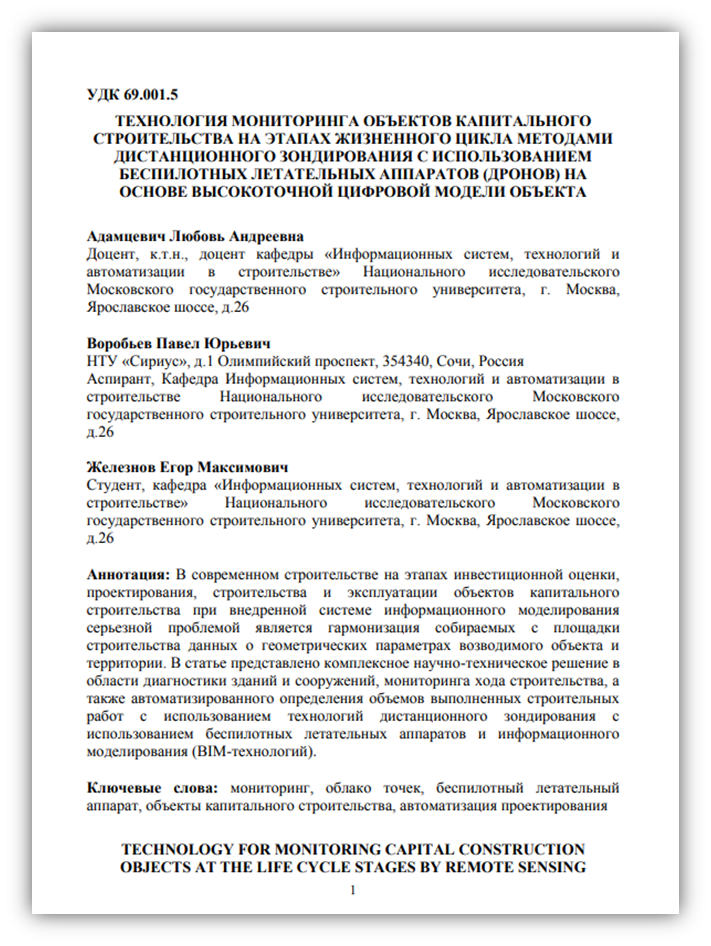 УДК 69.001.5
ТЕХНОЛОГИЯ МОНИТОРИНГА ОБЪЕКТОВ КАПИТАЛЬНОГО
СТРОИТЕЛЬСТВА НА ЭТАПАХ ЖИЗНЕННОГО ЦИКЛА МЕТОДАМИ
ДИСТАНЦИОННОГО ЗОНДИРОВАНИЯ С ИСПОЛЬЗОВАНИЕМ
БЕСПИЛОТНЫХ ЛЕТАТЕЛЬНЫХ АППАРАТОВ (ДРОНОВ) НА
ОСНОВЕ ВЫСОКОТОЧНОЙ ЦИФРОВОЙ МОДЕЛИ ОБЪЕКТА
Адамцевич Любовь Андреевна
Доцент, к.т.н., доцент кафедры «Информационных систем, технологий и
автоматизации в строительстве» Национального исследовательского
Московского государственного строительного университета, г. Москва,
Ярославское шоссе, д.26
Воробьев Павел Юрьевич
НТУ «Сириус», д.1 Олимпийский проспект, 354340, Сочи, Россия
Аспирант, Кафедра Информационных систем, технологий и автоматизации в
строительстве Национального исследовательского Московского
государственного строительного университета, г. Москва, Ярославское шоссе,
д.26
Железнов Егор Максимович
Студент, кафедра «Информационных систем, технологий и автоматизации в
строительстве» Национального исследовательского Московского
государственного строительного университета, г. Москва, Ярославское шоссе,
д.26
Аннотация: В современном строительстве на этапах инвестиционной оценки,
проектирования, строительства и эксплуатации объектов капитального
строительства при внедренной системе информационного моделирования
серьезной проблемой является гармонизация собираемых с площадки
строительства данных о геометрических параметрах возводимого объекта и
территории. В статье представлено комплексное научно-техническое решение в
области диагностики зданий и сооружений, мониторинга хода строительства, а
также автоматизированного определения объемов выполненных строительных
работ с использованием технологий дистанционного зондирования с
использованием беспилотных летательных аппаратов и информационного
моделирования (BIM-технологий).
Ключевые слова: мониторинг, облако точек, беспилотный летательный
аппарат, объекты капитального строительства, автоматизация проектирования
TECHNOLOGY FOR MONITORING CAPITAL CONSTRUCTION
OBJECTS AT THE LIFE CYCLE STAGES BY REMOTE SENSING
1